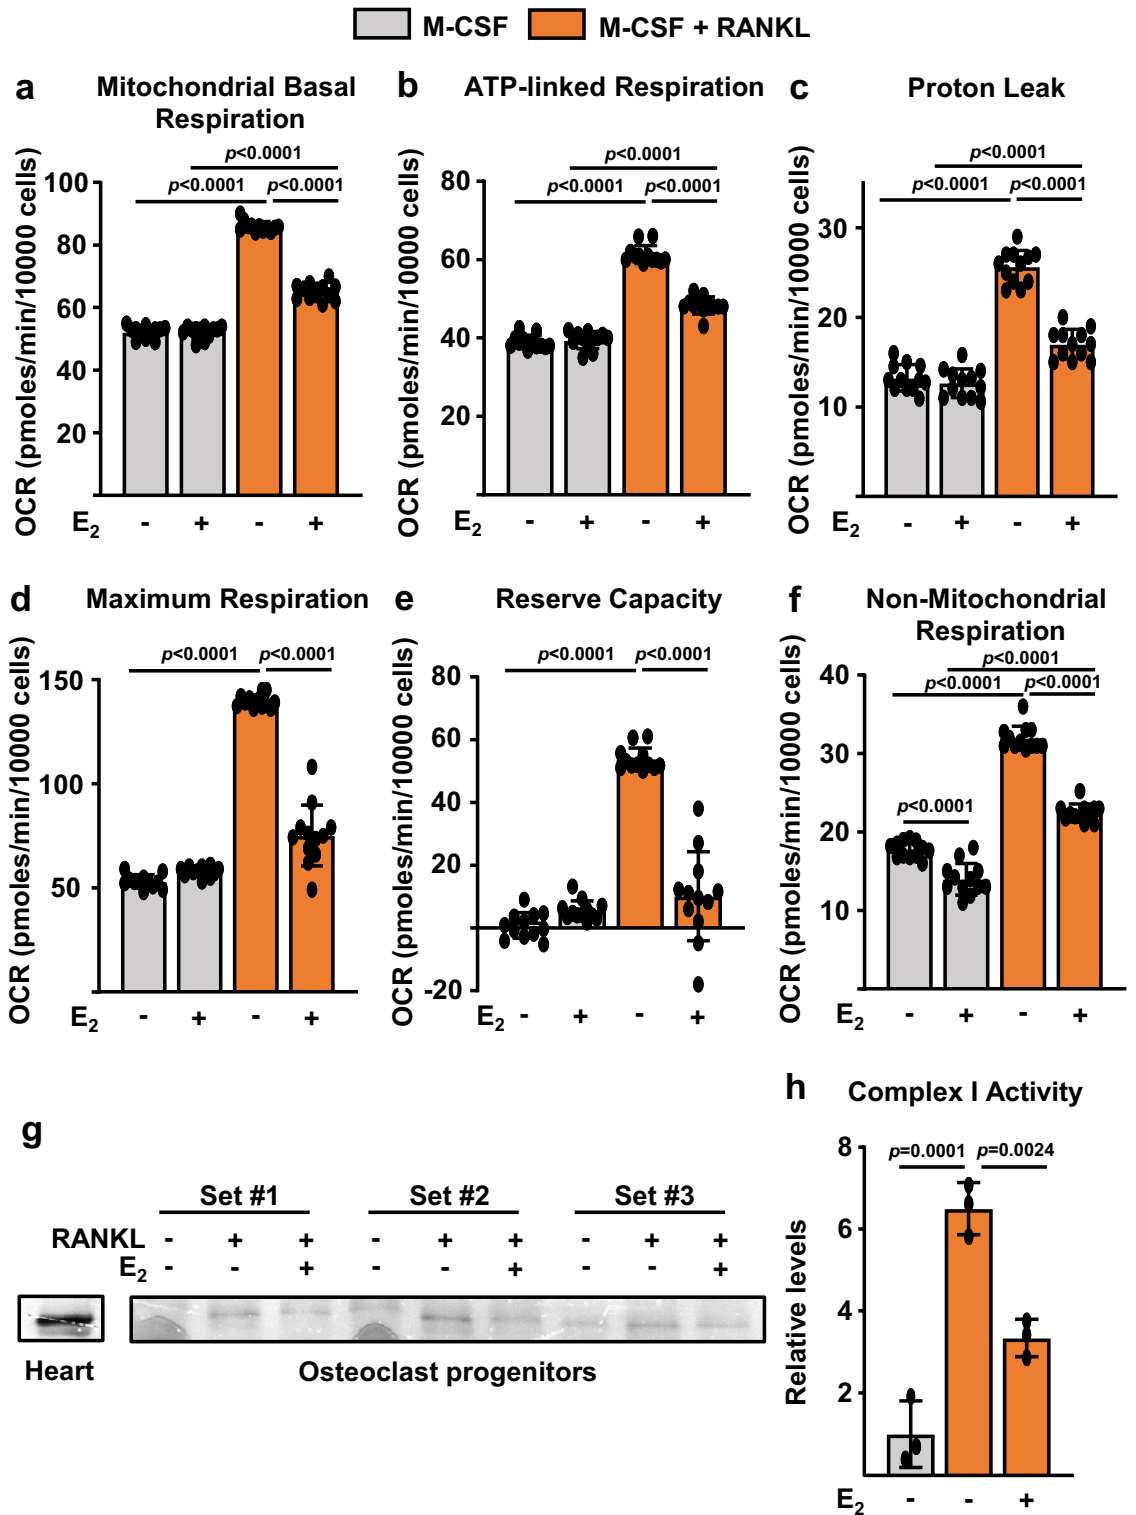 M-CSF M-CSF + RANKL
a Mitochondrial Basal Respiration
OCR (pmoles/min/10000 cells)
p<0.0001
p<0.0001 p<0.0001
100
80
60
40
20
E2 - + - +
b ATP-linked Respiration
OCR (pmoles/min/10000 cells)
p<0.0001
p<0.0001 p<0.0001
80
60
40
20
E2 - + - +
c Proton Leak
OCR (pmoles/min/10000 cells)
p<0.0001
p<0.0001 p<0.0001
30
20
10
E2 - + - +
d Maximum Respiration
OCR (pmoles/min/10000 cells)
p<0.0001 p<0.0001
150
100
50
E2 - + - +
e Reserve Capacity
OCR (pmoles/min/10000 cells)
p<0.0001 p<0.0001
80
60
40
20
-20
E2 - + - +
f Non-Mitochondrial
Respiration
OCR (pmoles/min/10000 cells)
p<0.0001
p<0.0001 p<0.0001
p<0.0001
40
30
20
10
E2 - + - +
g
Set #1 Set #2 Set #3
RANKL - + + - + + - + +
E2 - - + - - + - - +
Heart Osteoclast progenitors
h Complex I Activity
Relative levels
p=0.0001 p=0.0024
8
6
4
2
E2 - - +